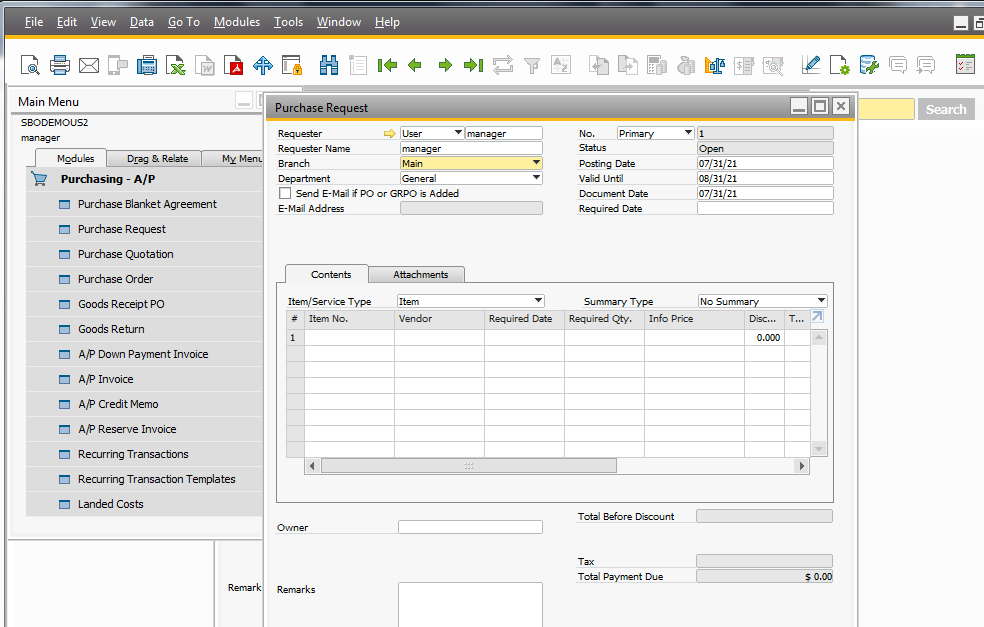 File Edit View Data Go To Modules Tools Window Help
Main Menu
SBODEMOUS2
manager
Modules Drag & Relate My Menu
Purchasing - A/P
Purchase Blanket Agreement
Purchase Request
Purchase Quotation
Purchase Order
Goods Receipt PO
Goods Return
A/P Down Payment Invoice
A/P Invoice
A/P Credit Memo
A/P Reserve Invoice
Recurring Transactions
Recurring Transaction Templates
Landed Costs
Remark
Search
Purchase Request
Requester User manager
Requester Name manager
Branch Main
Department General
Send E-Mail if PO or GRPO is Added
E-Mail Address
No. Primary 1
Status Open
Posting Date 07/31/21
Valid Until 08/31/21
Document Date 07/31/21
Required Date
Contents Attachments
Item/Service Type Item Summary Type No Summary
# Item No. Vendor Required Date Required Qty. Info Price Disc... T...
1 0.000
Owner
Remarks
Total Before Discount
Tax
Total Payment Due $ 0.00